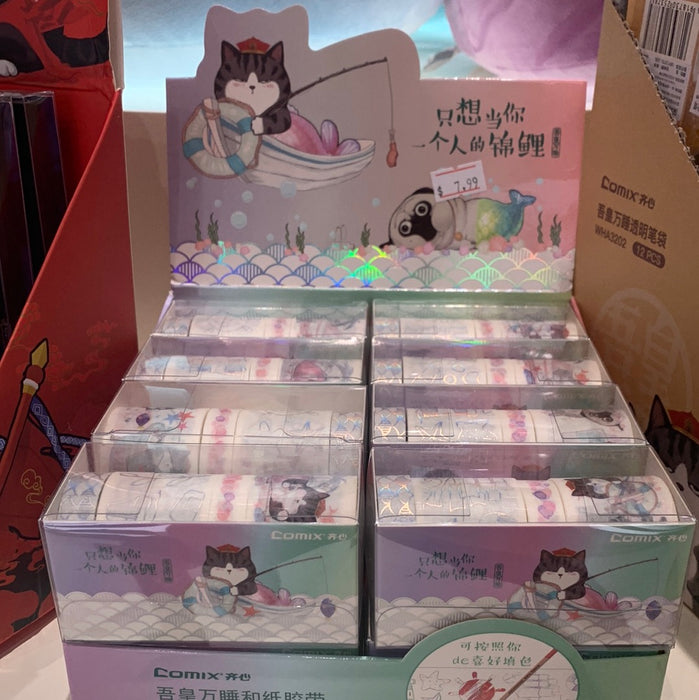 只想当你
一个人的锦鲤
$ 7.99
COMIX 齐心
吾皇万睡透明笔袋
WHA3202 12 PCS
COMIX 齐心
只想当你
一个人的锦鲤
COMIX 齐心
只想当你
一个人的锦鲤
可按照你
de喜好填色
COMIX 齐心
吾皇万睡和纸胶带